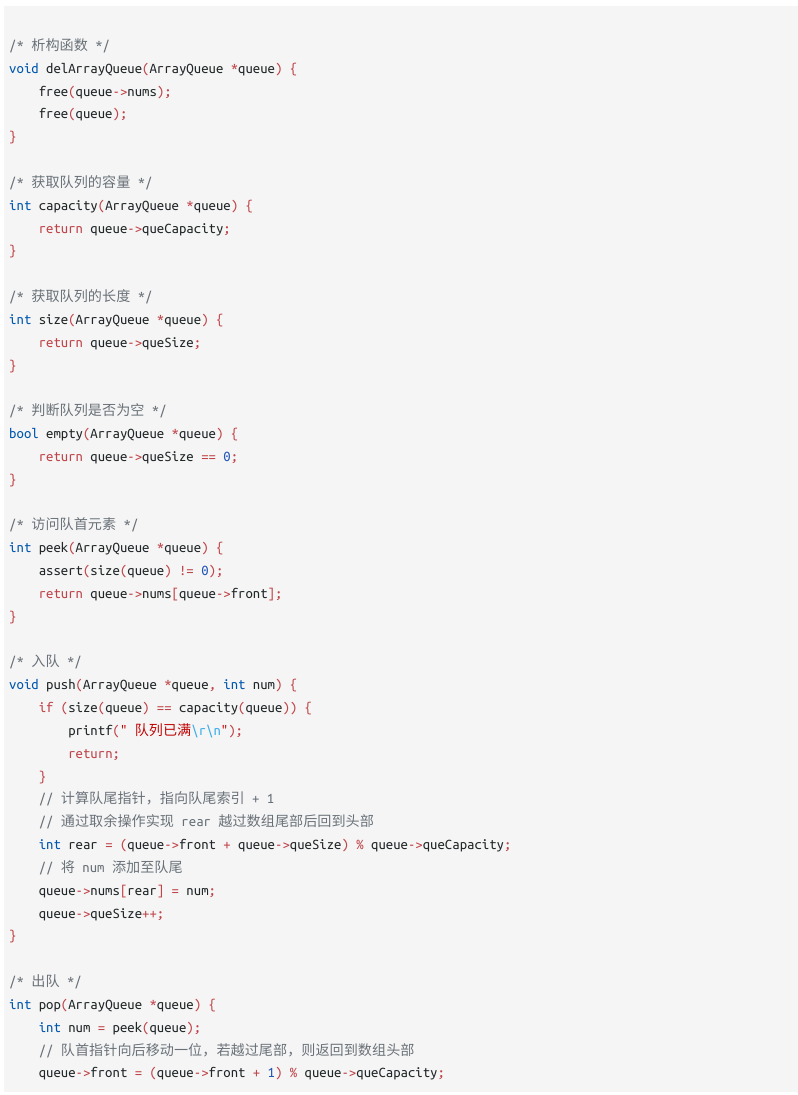 /* 析构函数 */
void delArrayQueue(ArrayQueue *queue) {
    free(queue->nums);
    free(queue);
}

/* 获取队列的容量 */
int capacity(ArrayQueue *queue) {
    return queue->queCapacity;
}

/* 获取队列的长度 */
int size(ArrayQueue *queue) {
    return queue->queSize;
}

/* 判断队列是否为空 */
bool empty(ArrayQueue *queue) {
    return queue->queSize == 0;
}

/* 访问队首元素 */
int peek(ArrayQueue *queue) {
    assert(size(queue) != 0);
    return queue->nums[queue->front];
}

/* 入队 */
void push(ArrayQueue *queue, int num) {
    if (size(queue) == capacity(queue)) {
        printf(" 队列已满\r\n");
        return;
    }
    // 计算队尾指针，指向队尾索引 + 1
    // 通过取余操作实现 rear 越过数组尾部后回到头部
    int rear = (queue->front + queue->queSize) % queue->queCapacity;
    // 将 num 添加至队尾
    queue->nums[rear] = num;
    queue->queSize++;
}

/* 出队 */
int pop(ArrayQueue *queue) {
    int num = peek(queue);
    // 队首指针向后移动一位，若越过尾部，则返回到数组头部
    queue->front = (queue->front + 1) % queue->queCapacity;